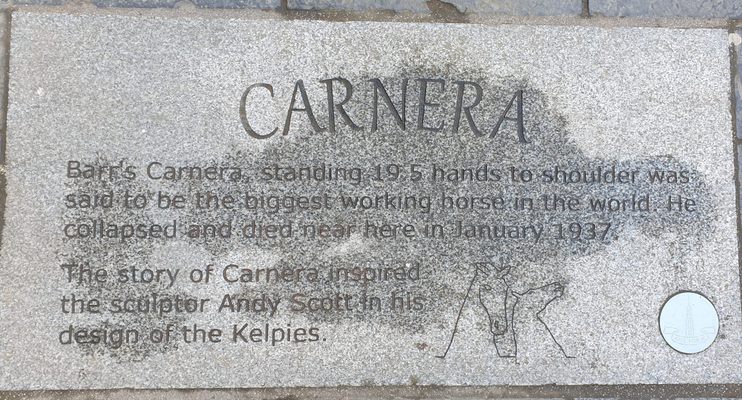 CARNERA
Barr's Carnera, standing 19.5 hands to shoulder was
said to be the biggest working horse in the world. He
collapsed and died near here in January 1937.
The story of Carnera inspired
the sculptor Andy Scott in his
design of the Kelpies.